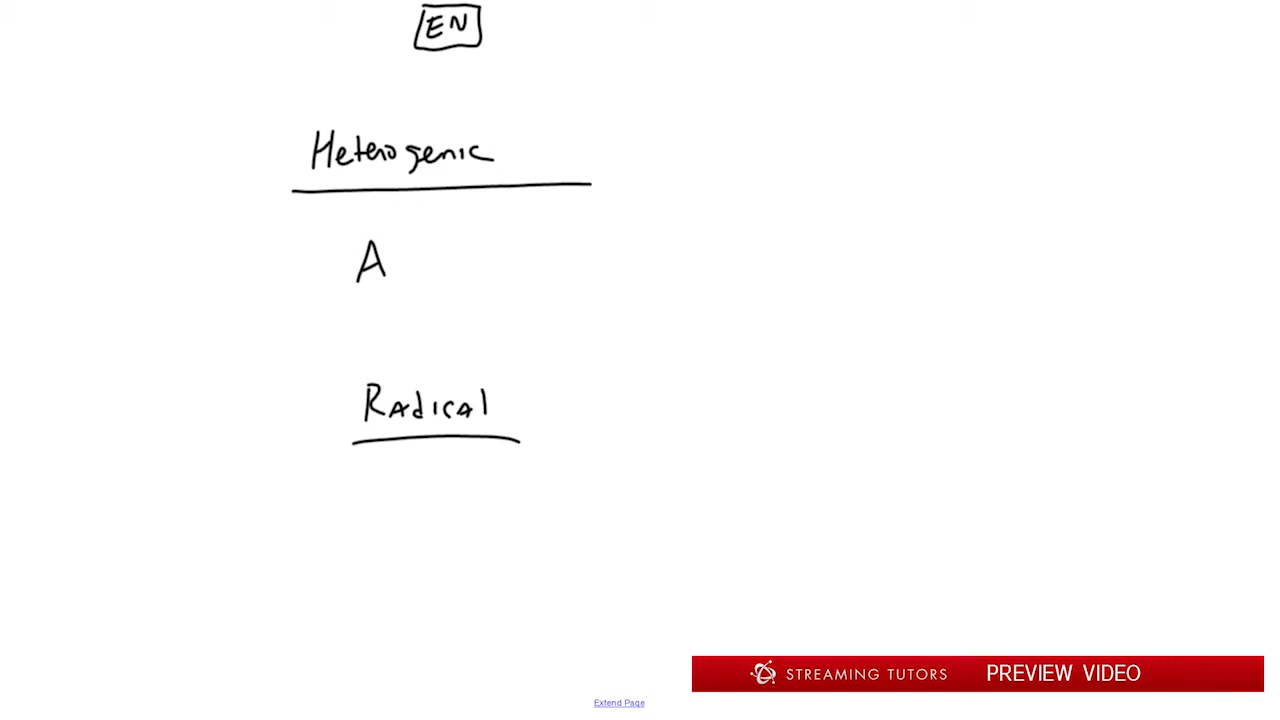 EN
Heterogenic
A
Radical
STREAMING TUTORS PREVIEW VIDEO
Extend Page